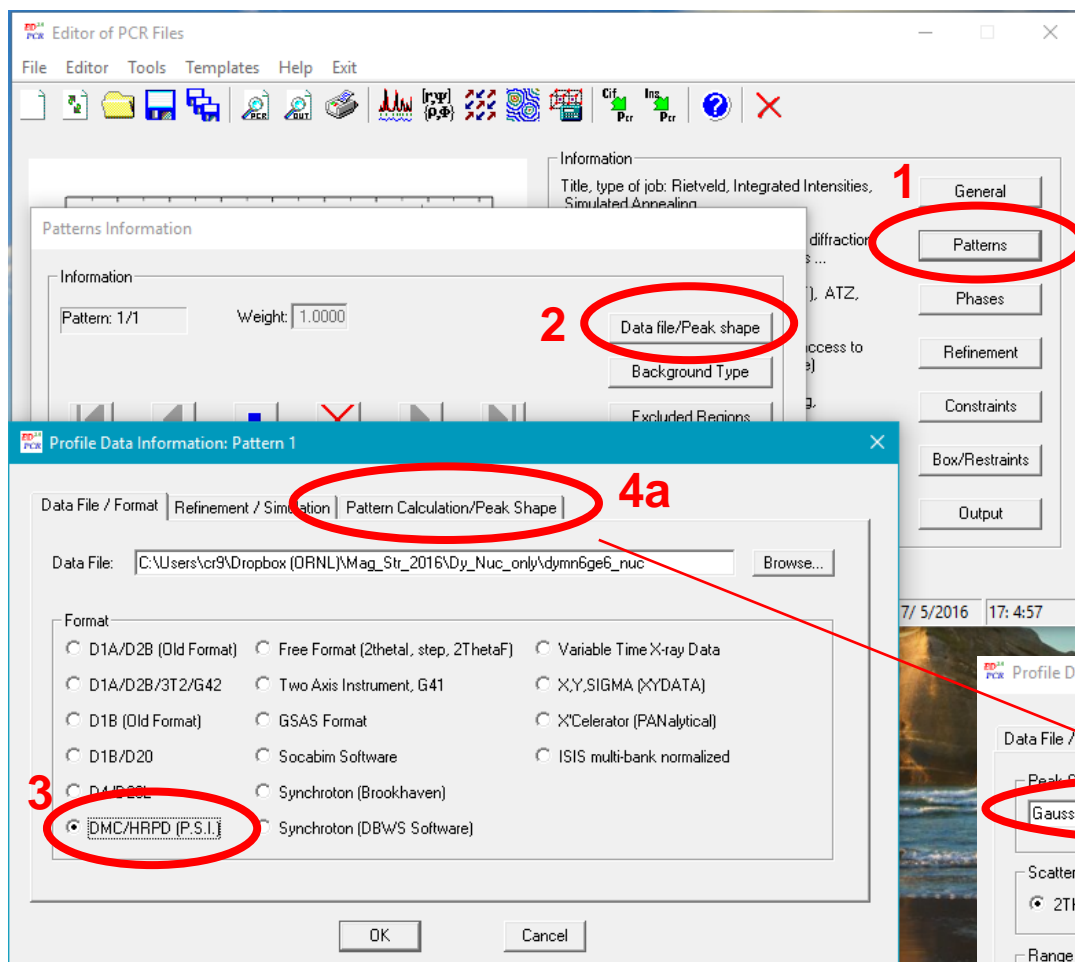 Editor of PCR Files
File Editor Tools Templates Help Exit
Information
Title, type of job: Rietveld, Integrated Intensities,
Simulated Annealing
1
General
Patterns Information
diffraction
Patterns
Information
Pattern: 1/1
Weight: 1.0000
2
Data file/Peak shape
), ATZ,
Phases
Background Type
access to
Refinement
Excluded Regions
Constraints
Profile Data Information: Pattern 1
Box/Restraints
Data File / Format
Refinement / Simulation
Pattern Calculation/Peak Shape
4a
Output
Data File: C:\Users\cr9\Dropbox (ORNL)\Mag_Str_2016\Dy_Nuc_only\dymn6ge6_nuc
Browse...
7/ 5/2016 17: 4:57
Format
D1A/D2B (Old Format)
Free Format (2thetaI, step, 2ThetaF)
Variable Time X-ray Data
D1A/D2B/3T2/G42
Two Axis Instrument, G41
X,Y,SIGMA (XYDATA)
D1B (Old Format)
GSAS Format
X'Celerator (PANalytical)
D1B/D20
Socabim Software
ISIS multi-bank normalized
3
Synchroton (Brookhaven)
DMC/HRPD (P.S.I.)
Synchroton (DBWS Software)
OK
Cancel
Profile D
Data File /
Gauss
Scatter
Range